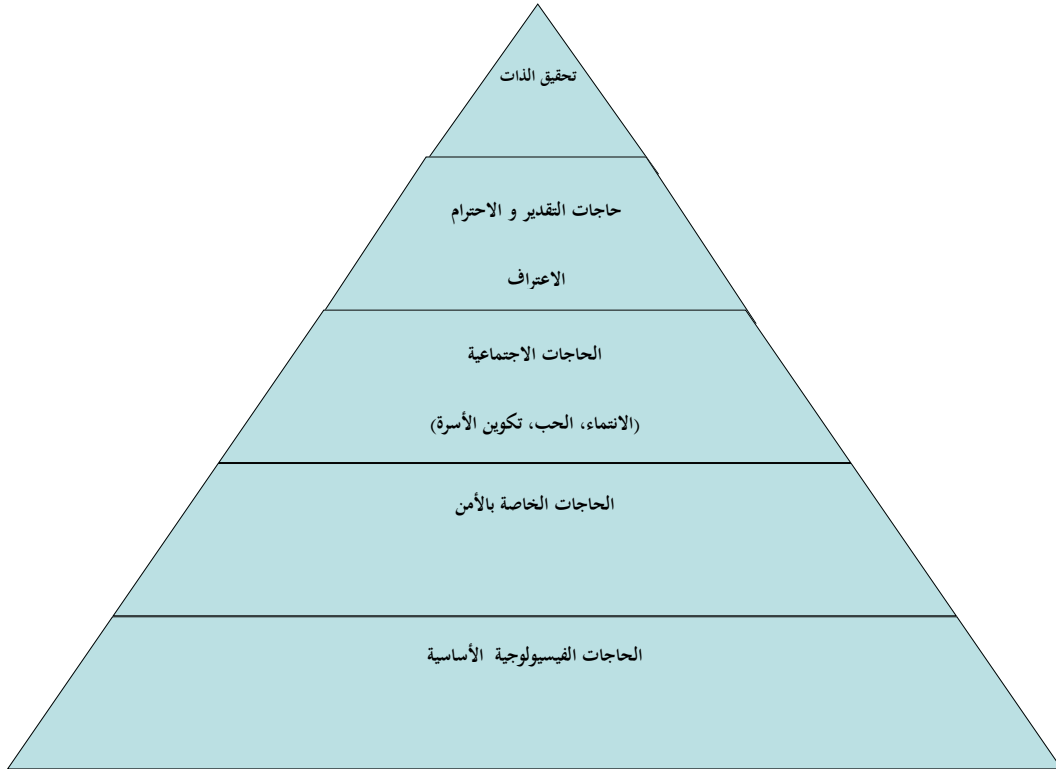 تحقيق الذات
حاجات التقدير و الاحترام
الاعتراف
الحاجات الاجتماعية
(الانتماء، الحب، تكوين الأسرة)
الحاجات الخاصة بالأمن
الحاجات الفيسيولوجية الأساسية